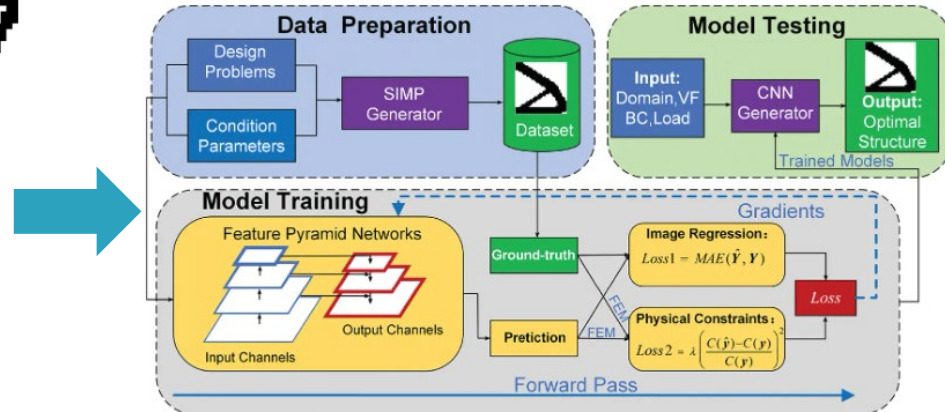 Data Preparation
Design
Problems
Condition
Parameters
SIMP
Generator
Dataset
Model Testing
Input:
Domain,VF
BC,Load
CNN
Generator
Output:
Optimal
Structure
Trained Models
Model Training
Feature Pyramid Networks
Input Channels
Output Channels
Ground-truth
Pretiction
FEM
FEM
Image Regression:
Loss1 = MAE(Ŷ, Y)
Physical Constraints:
Loss2 = λ((C(ŷ)−C(y))/C(y))²
Loss
Gradients
Forward Pass